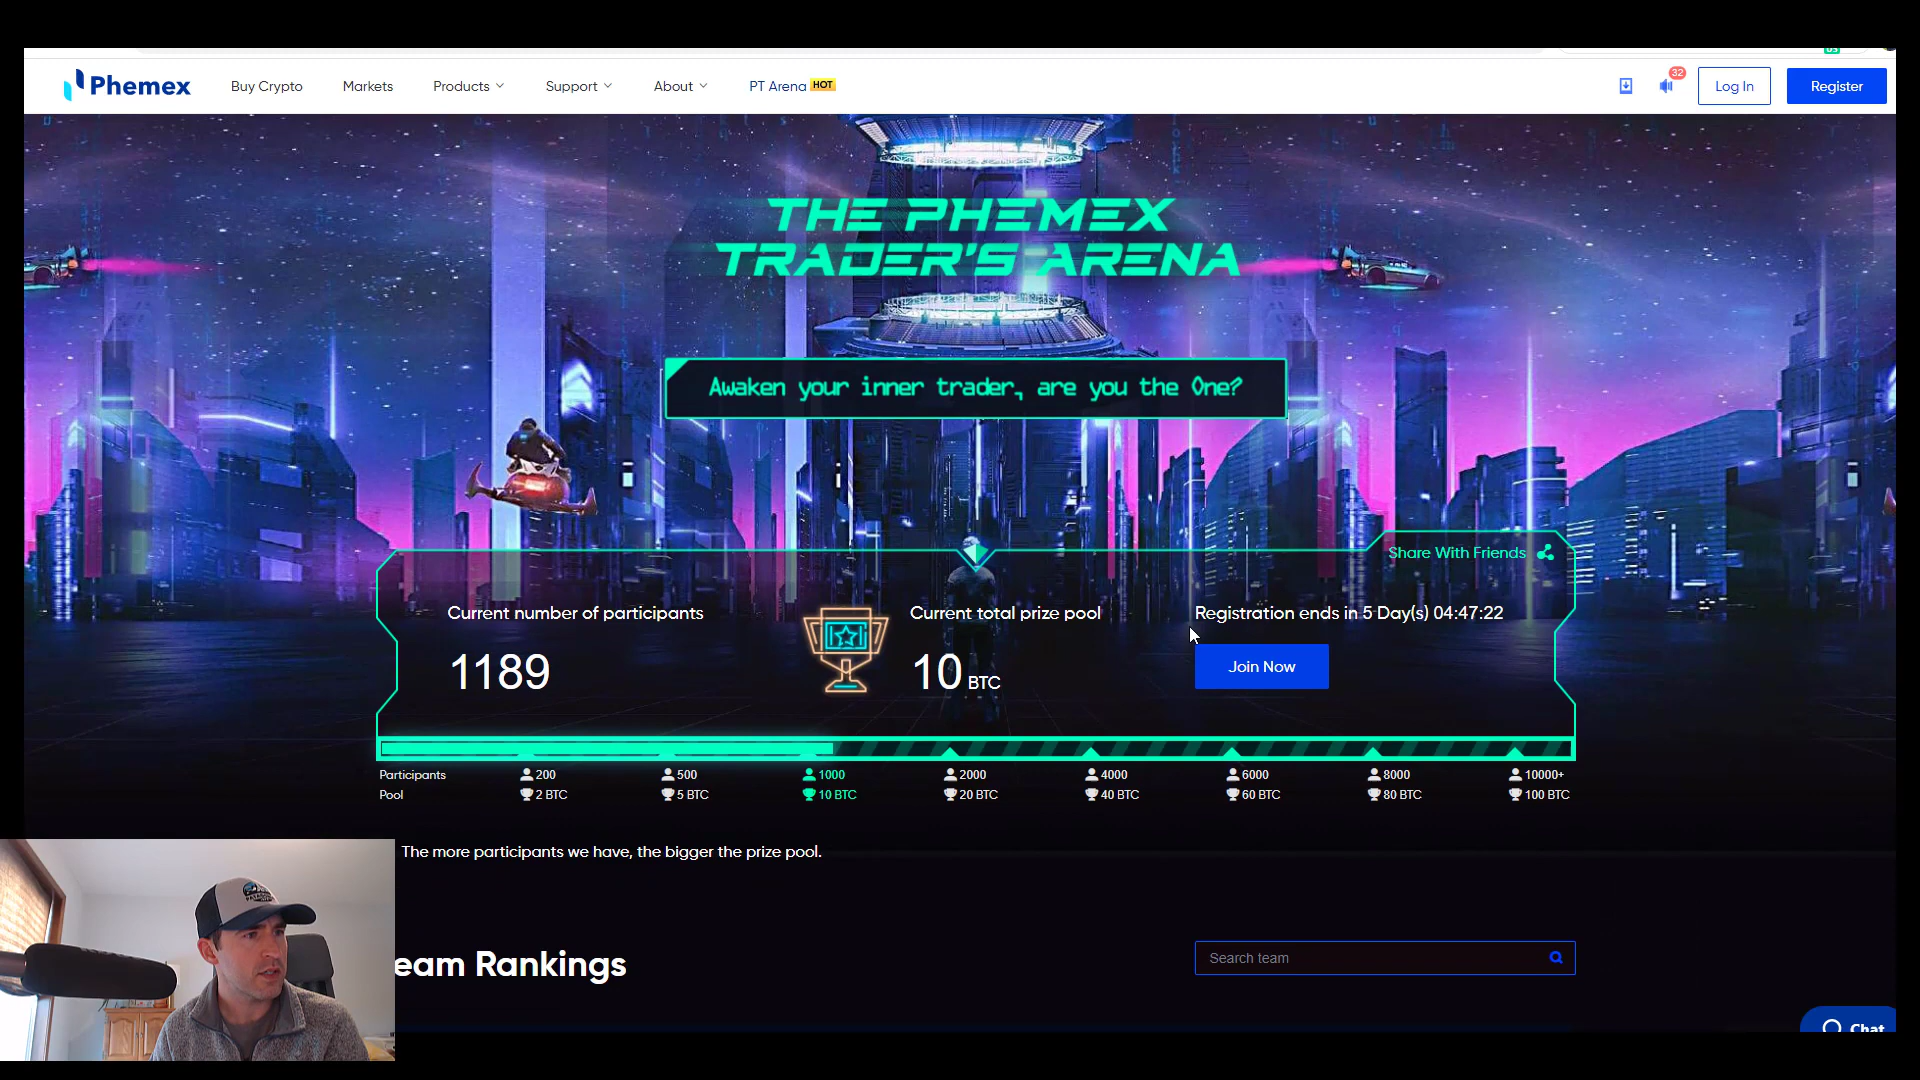 Phemex
Buy Crypto
Markets
Products
Support
About
PT Arena HOT
32
Log In
Register
THE PHEMEX
TRADER'S ARENA
Awaken your inner trader, are you the One?
Share With Friends
Current number of participants
1189
Current total prize pool
10 BTC
Registration ends in 5 Day(s) 04:47:22
Join Now
Participants 200 500 1000 2000 4000 6000 8000 10000+
Pool 2 BTC 5 BTC 10 BTC 20 BTC 40 BTC 60 BTC 80 BTC 100 BTC
The more participants we have, the bigger the prize pool.
eam Rankings
Search team
Chat